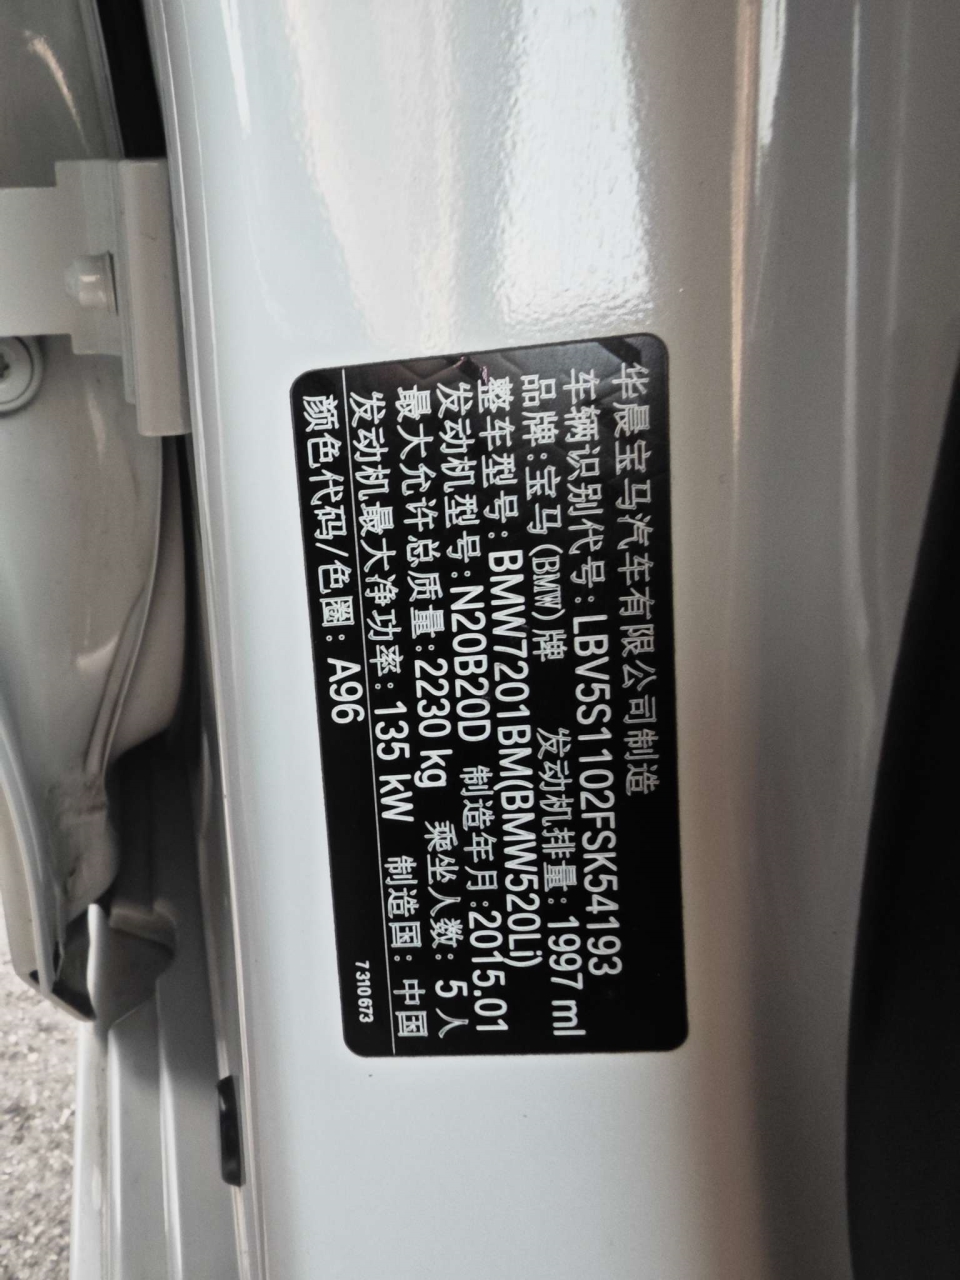 华晨宝马汽车有限公司制造
车辆识别代号:LBV5S1102FSK54193
品牌:宝马(BMW)牌 发动机排量:1997 ml
整车型号:BMW7201BM(BMW520Li)
发动机型号:N20B20D 制造年月:2015.01
最大允许总质量:2230 kg 乘坐人数:5人
发动机最大净功率:135 kW 制造国:中国
颜色代码/色圈:A96
7310673